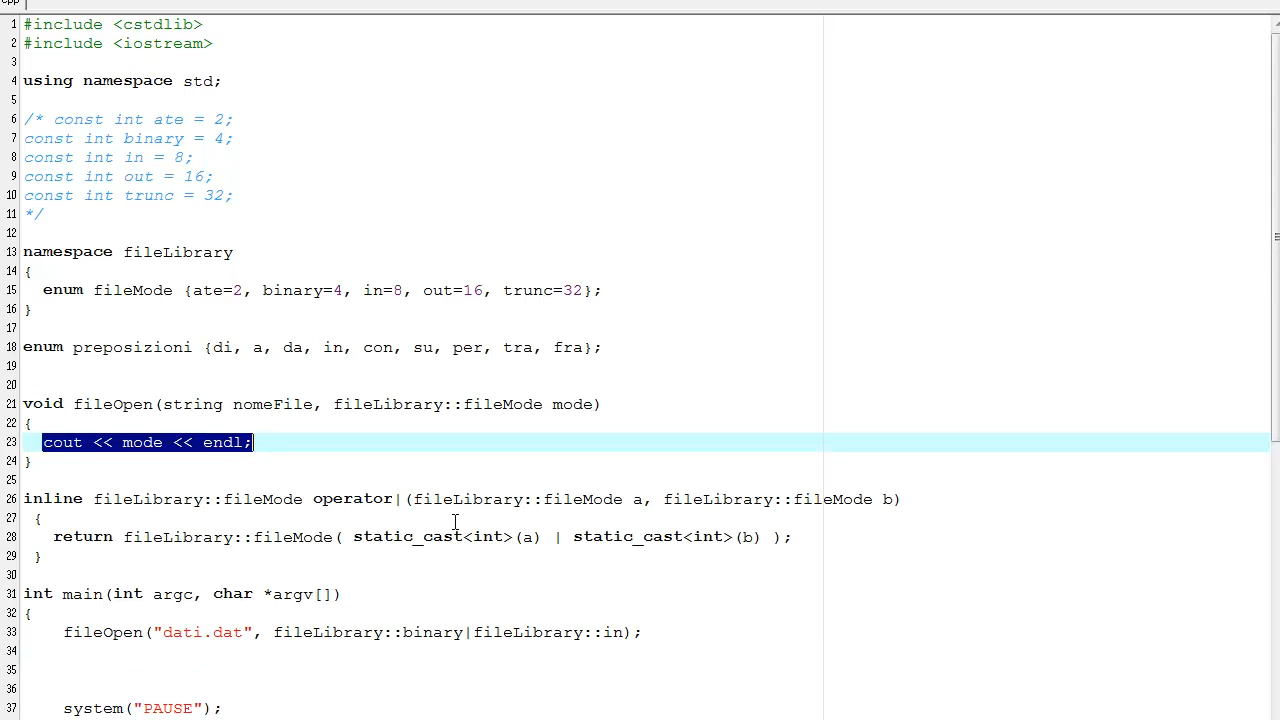 cpp
1 #include <cstdlib>
2 #include <iostream>
3
4 using namespace std;
5
6 /* const int ate = 2;
7 const int binary = 4;
8 const int in = 8;
9 const int out = 16;
10 const int trunc = 32;
11 */
12
13 namespace fileLibrary
14 {
15 enum fileMode {ate=2, binary=4, in=8, out=16, trunc=32};
16 }
17
18 enum preposizioni {di, a, da, in, con, su, per, tra, fra};
19
20
21 void fileOpen(string nomeFile, fileLibrary::fileMode mode)
22 {
23 cout << mode << endl;
24 }
25
26 inline fileLibrary::fileMode operator|(fileLibrary::fileMode a, fileLibrary::fileMode b)
27 {
28 return fileLibrary::fileMode( static_cast<int>(a) | static_cast<int>(b) );
29 }
30
31 int main(int argc, char *argv[])
32 {
33 fileOpen("dati.dat", fileLibrary::binary|fileLibrary::in);
34
35
36
37 system("PAUSE");